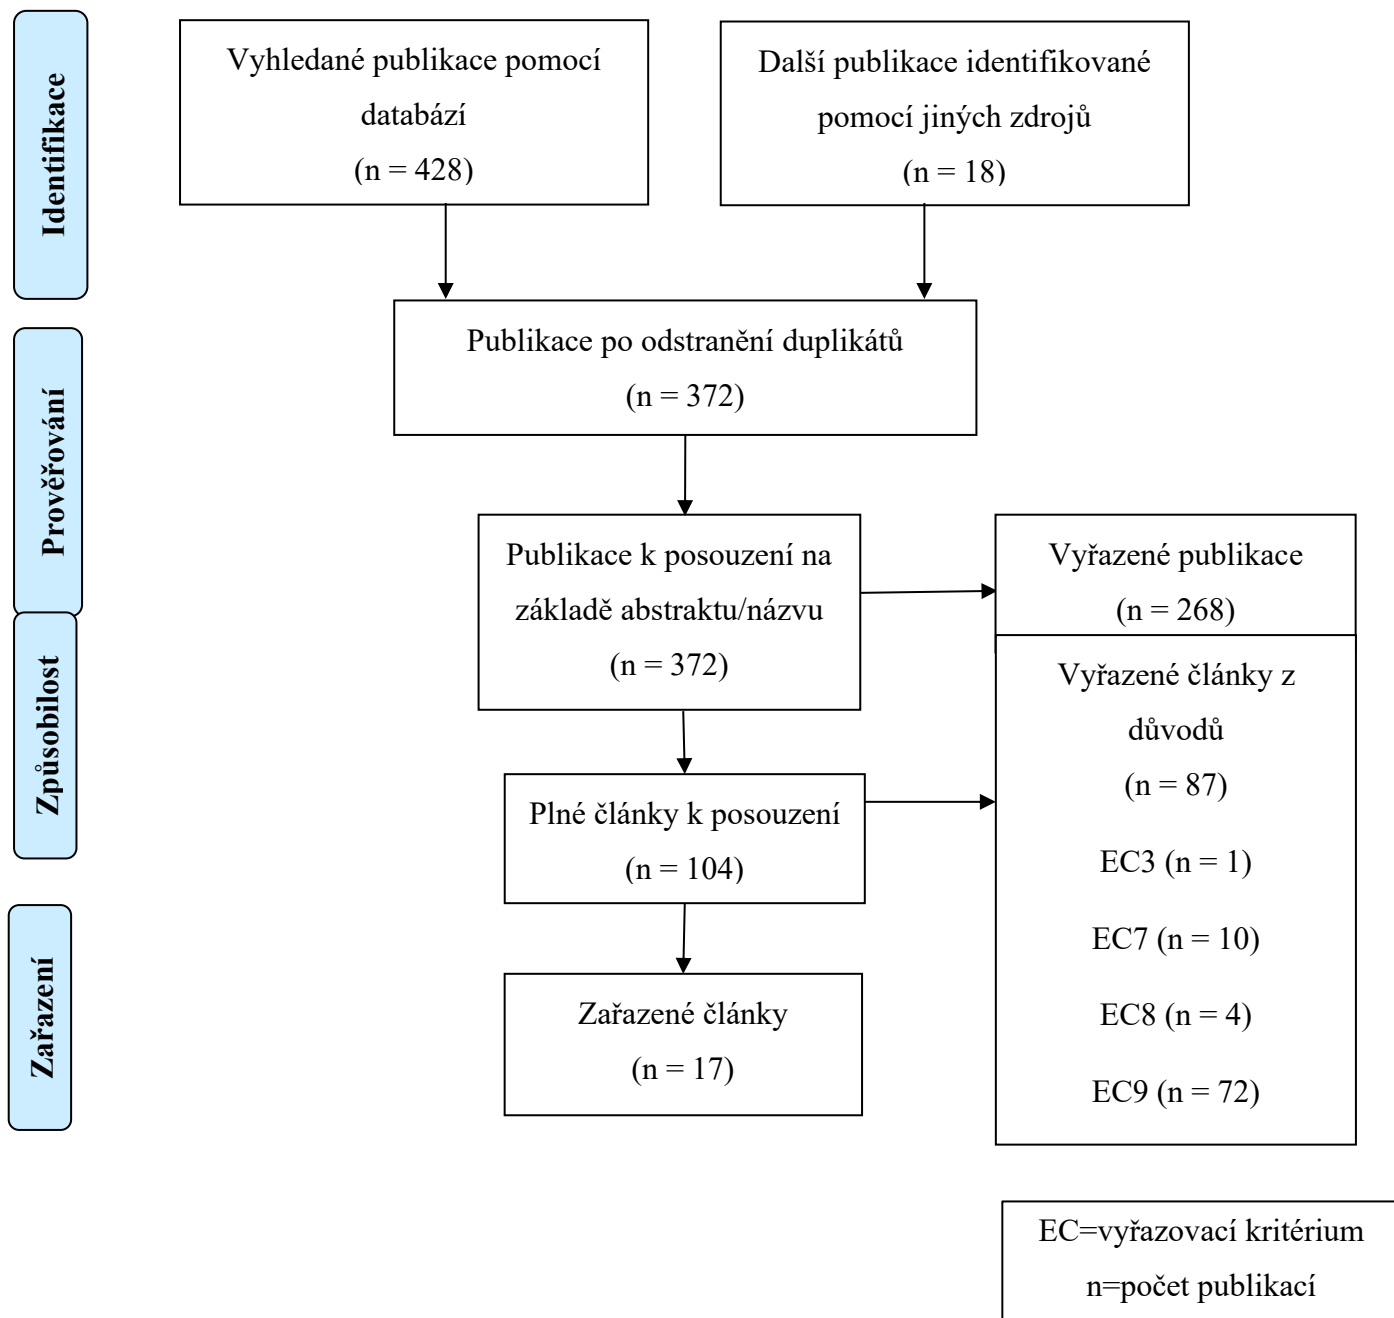 Identifikace
Vyhledané publikace pomocí
databází
(n = 428)
Další publikace identifikované
pomocí jiných zdrojů
(n = 18)
Prověřování
Publikace po odstranění duplikátů
(n = 372)
Publikace k posouzení na
základě abstraktu/názvu
(n = 372)
Vyřazené publikace
(n = 268)
Způsobilost
Plné články k posouzení
(n = 104)
Vyřazené články z
důvodů
(n = 87)
EC3 (n = 1)
EC7 (n = 10)
EC8 (n = 4)
EC9 (n = 72)
Zařazení
Zařazené články
(n = 17)
EC=vyřazovací kritérium
n=počet publikací